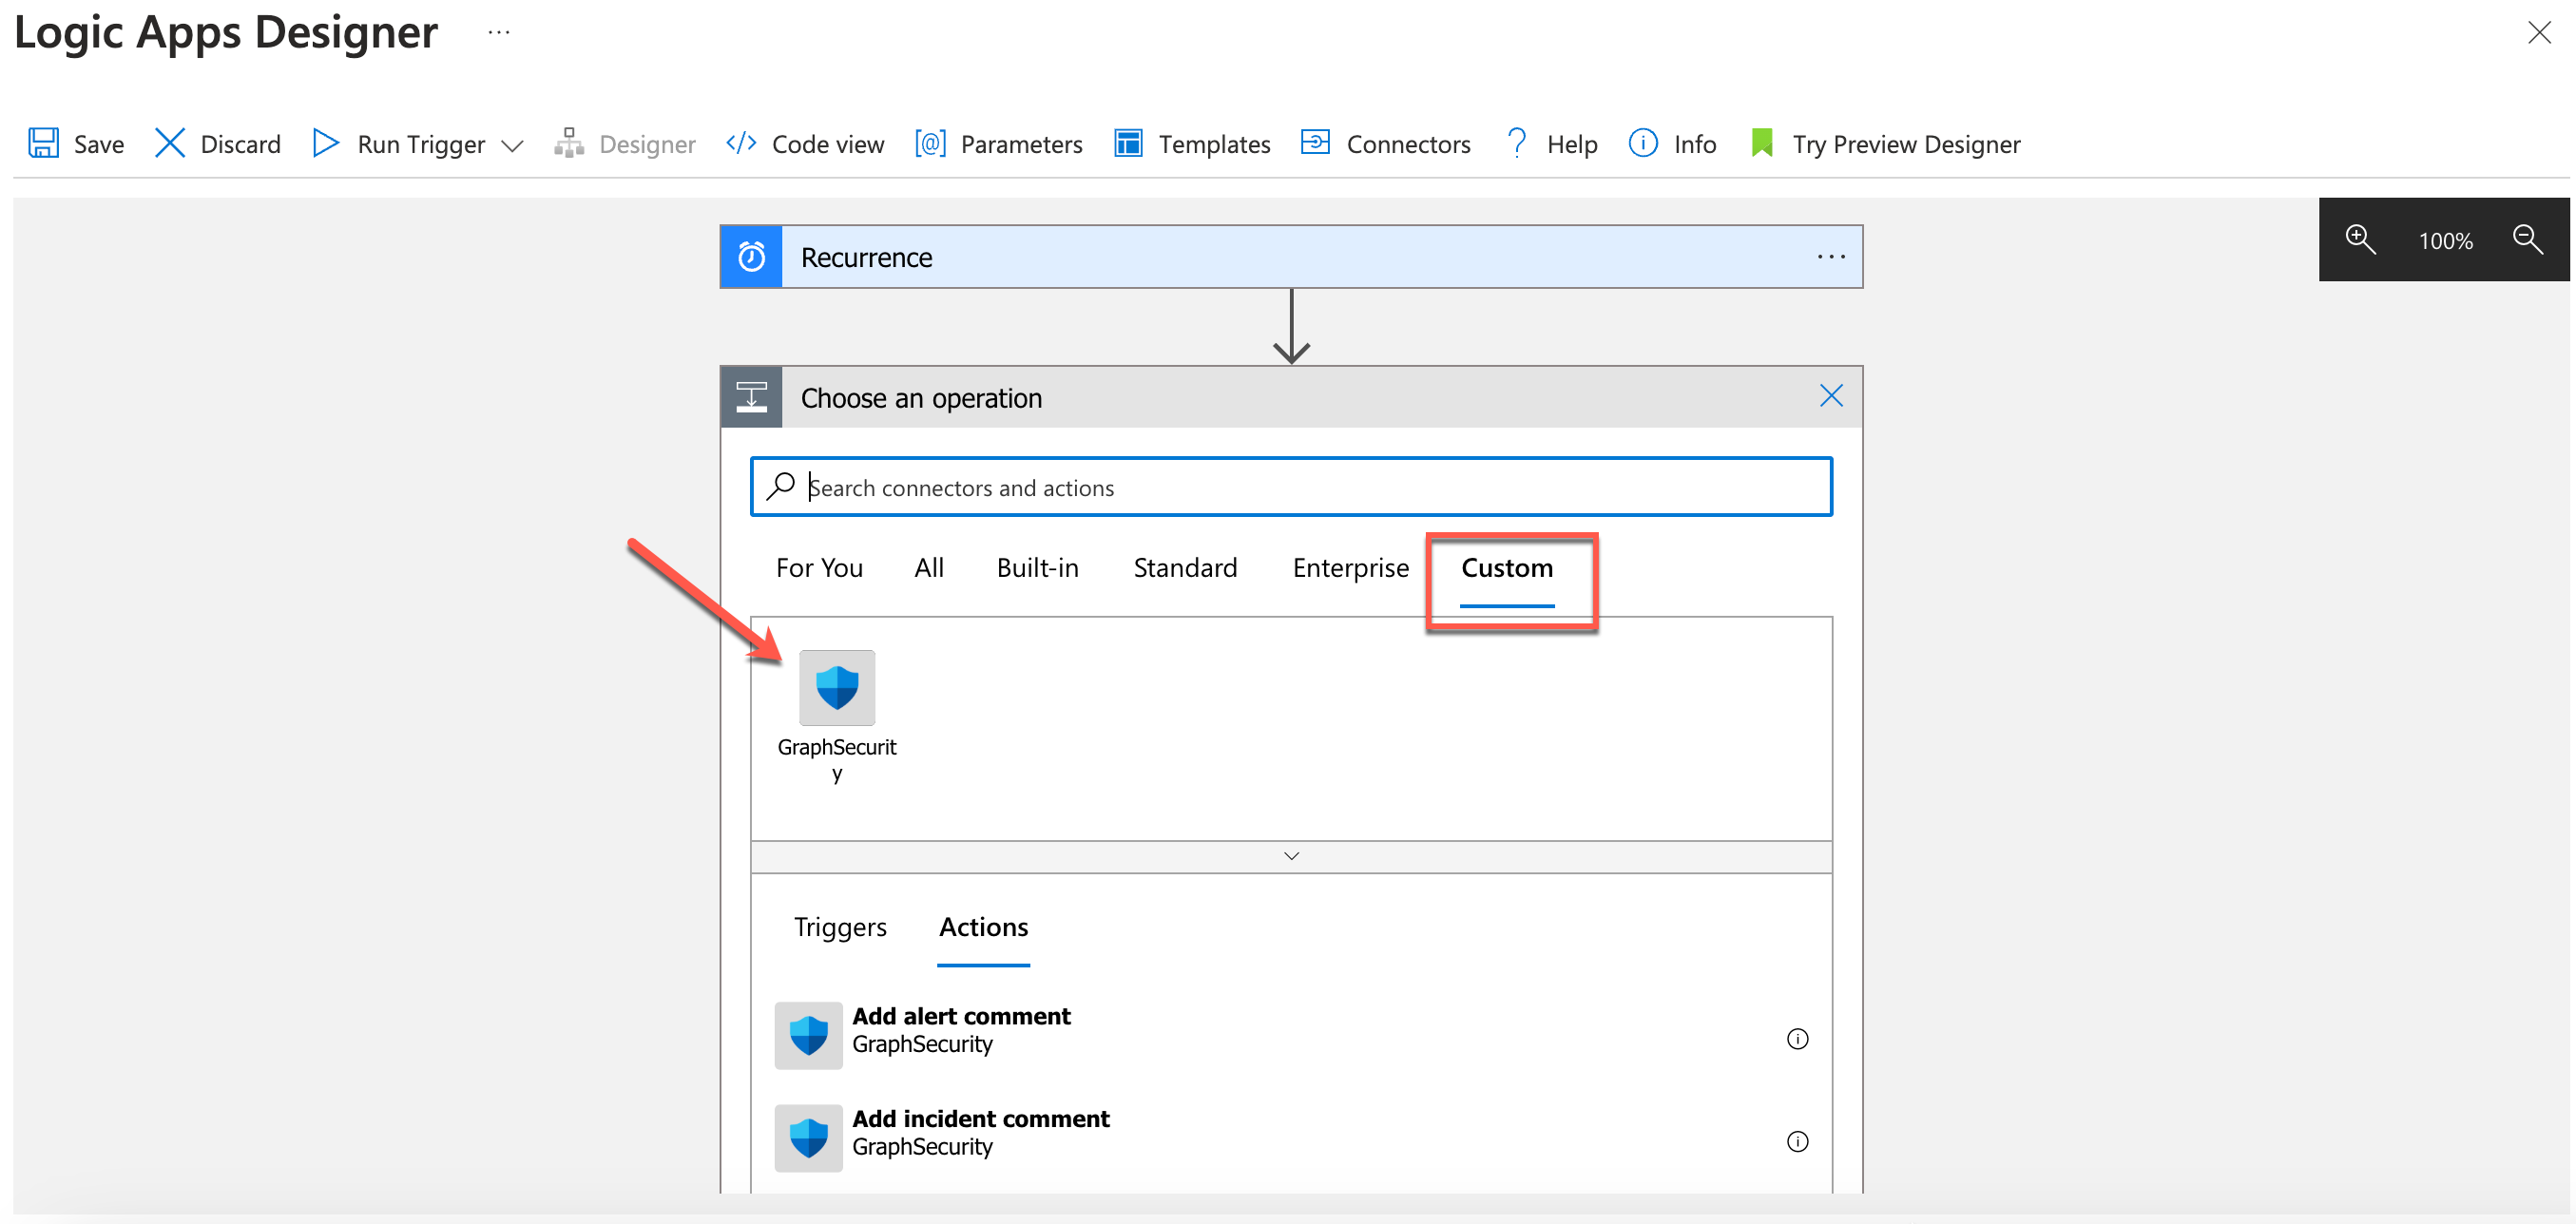 Logic Apps Designer ...
Save Discard Run Trigger Designer </> Code view [@] Parameters Templates Connectors ? Help Info Try Preview Designer
Recurrence ...
100%
Choose an operation
Search connectors and actions
For You All Built-in Standard Enterprise Custom
GraphSecurit
y
Triggers Actions
Add alert comment
GraphSecurity
Add incident comment
GraphSecurity